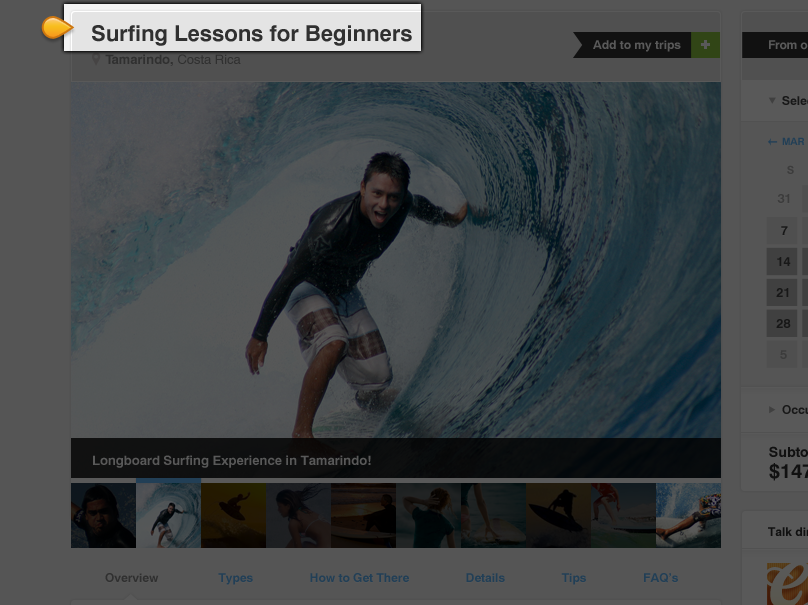 Surfing Lessons for Beginners
Tamarindo, Costa Rica
Add to my trips +
Longboard Surfing Experience in Tamarindo!
Overview Types How to Get There Details Tips FAQ's
From o
Sele
← MAR
S
31
7
14
21
28
5
Occu
Subto
$147
Talk di